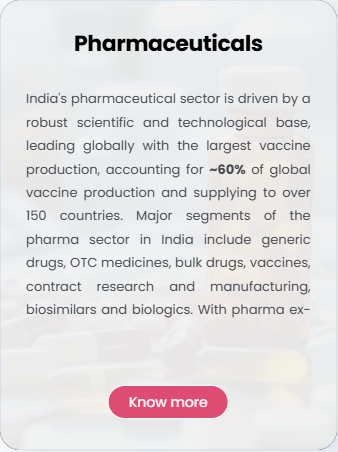 Pharmaceuticals
India's pharmaceutical sector is driven by a
robust scientific and technological base,
leading globally with the largest vaccine
production, accounting for ~60% of global
vaccine production and supplying to over
150 countries. Major segments of the
pharma sector in India include generic
drugs, OTC medicines, bulk drugs, vaccines,
contract research and manufacturing,
biosimilars and biologics. With pharma ex-
Know more